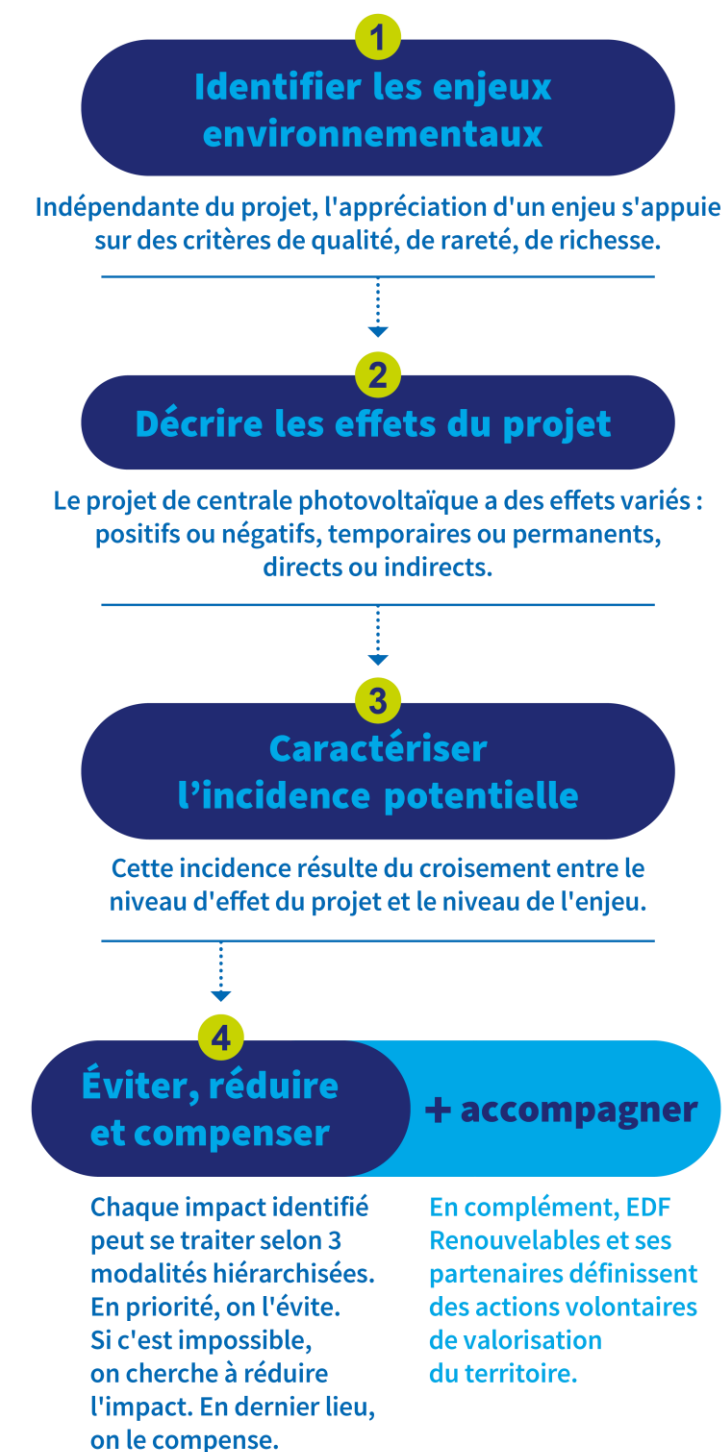 1
Identifier les enjeux
environnementaux
Indépendante du projet, l'appréciation d'un enjeu s'appuie
sur des critères de qualité, de rareté, de richesse.
2
Décrire les effets du projet
Le projet de centrale photovoltaïque a des effets variés :
positifs ou négatifs, temporaires ou permanents,
directs ou indirects.
3
Caractériser
l’incidence potentielle
Cette incidence résulte du croisement entre le
niveau d'effet du projet et le niveau de l'enjeu.
4
Éviter, réduire
et compenser
+ accompagner
Chaque impact identifié
peut se traiter selon 3
modalités hiérarchisées.
En priorité, on l'évite.
Si c'est impossible,
on cherche à réduire
l'impact. En dernier lieu,
on le compense.
En complément, EDF
Renouvelables et ses
partenaires définissent
des actions volontaires
de valorisation
du territoire.